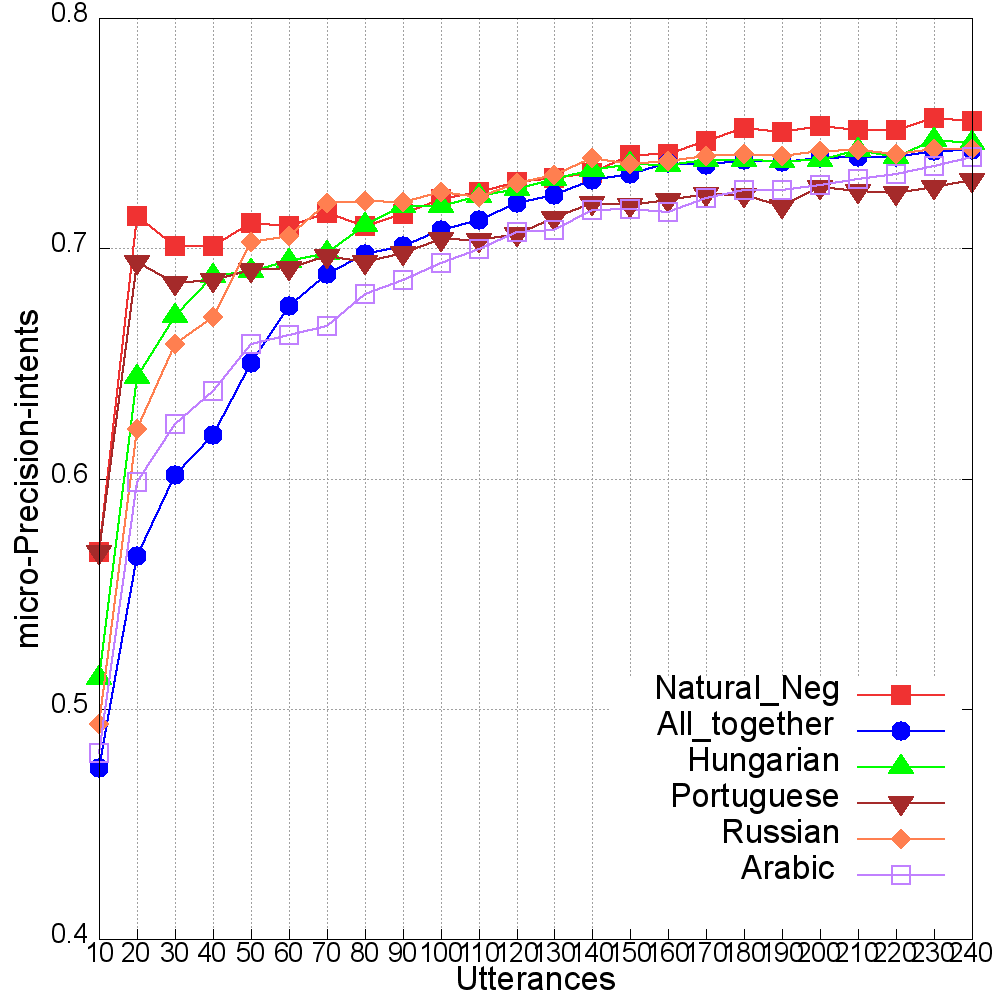 0.8
0.7
0.6
0.5
0.4
micro-Precision-intents
Natural_Neg
All_together
Hungarian
Portuguese
Russian
Arabic
10 20 30 40 50 60 70 80 90 100 110 120 130 140 150 160 170 180 190 200 210 220 230 240
Utterances